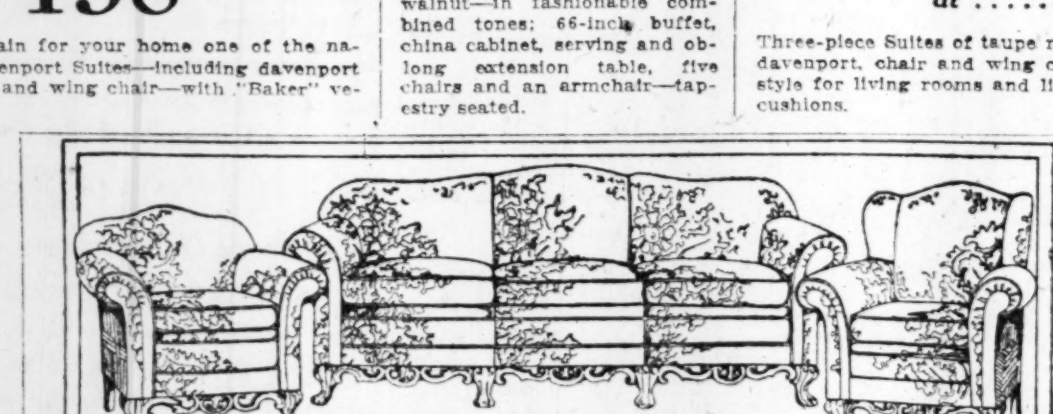 ain for your home one of the na-
enport Suites—including davenport
and wing chair—with "Baker" ve-
walnut—in fashionable com-
bined tones; 66-inch buffet,
china cabinet, serving and ob-
long extension table, five
chairs and an armchair—tap-
estry seated.
at .....
Three-piece Suites of taupe
davenport, chair and wing c
style for living rooms and li
cushions.